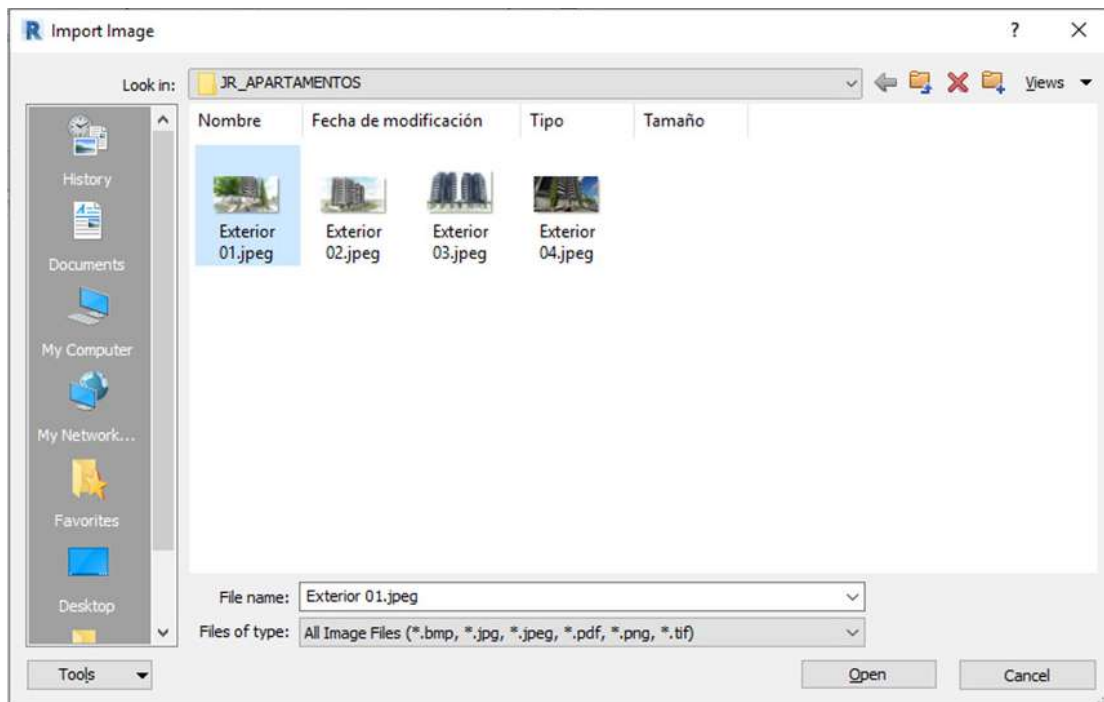 R Import Image
?
Look in:
JR_APARTAMENTOS
Views
History
Documents
My Computer
My Network...
Favorites
Desktop
Nombre Fecha de modificación Tipo Tamaño
Exterior
01.jpeg
Exterior
02.jpeg
Exterior
03.jpeg
Exterior
04.jpeg
File name: Exterior 01.jpeg
Files of type: All Image Files (*.bmp, *.jpg, *.jpeg, *.pdf, *.png, *.tif)
Tools
Open
Cancel